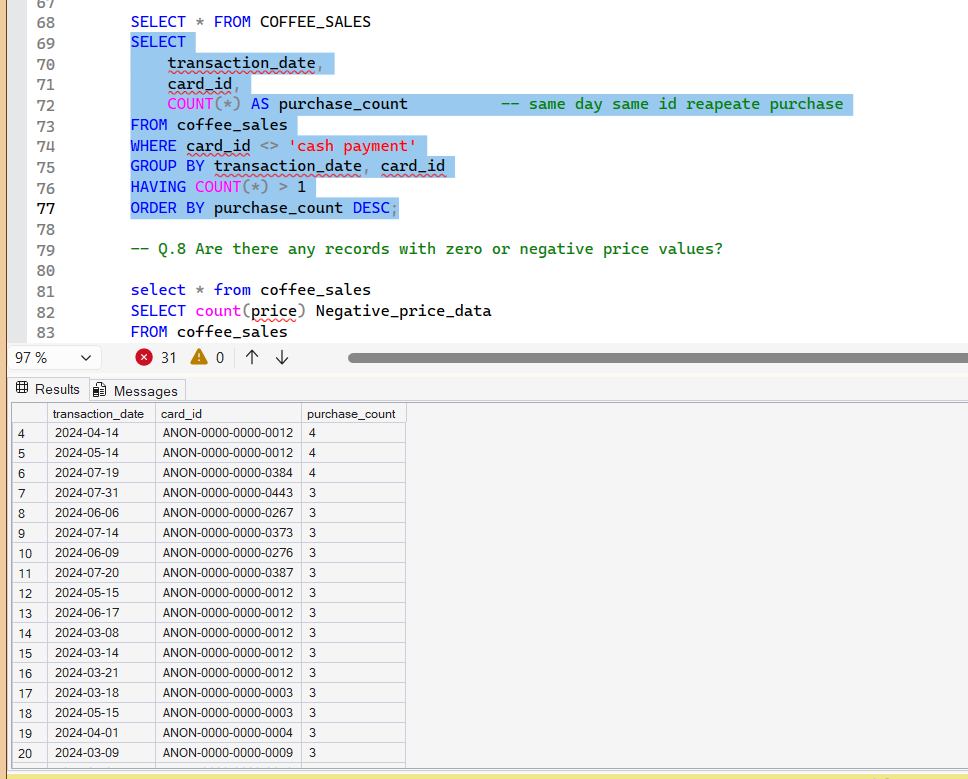 67
68 SELECT * FROM COFFEE_SALES
69 SELECT
70 transaction_date,
71 card_id,
72 COUNT(*) AS purchase_count -- same day same id reapeate purchase
73 FROM coffee_sales
74 WHERE card_id <> 'cash payment'
75 GROUP BY transaction_date, card_id
76 HAVING COUNT(*) > 1
77 ORDER BY purchase_count DESC;
78
79 -- Q.8 Are there any records with zero or negative price values?
80
81 select * from coffee_sales
82 SELECT count(price) Negative_price_data
83 FROM coffee_sales
97 % 31 0
Results Messages
transaction_date card_id purchase_count
4 2024-04-14 ANON-0000-0000-0012 4
5 2024-05-14 ANON-0000-0000-0012 4
6 2024-07-19 ANON-0000-0000-0384 4
7 2024-07-31 ANON-0000-0000-0443 3
8 2024-06-06 ANON-0000-0000-0267 3
9 2024-07-14 ANON-0000-0000-0373 3
10 2024-06-09 ANON-0000-0000-0276 3
11 2024-07-20 ANON-0000-0000-0387 3
12 2024-05-15 ANON-0000-0000-0012 3
13 2024-06-17 ANON-0000-0000-0012 3
14 2024-03-08 ANON-0000-0000-0012 3
15 2024-03-14 ANON-0000-0000-0012 3
16 2024-03-21 ANON-0000-0000-0012 3
17 2024-03-18 ANON-0000-0000-0003 3
18 2024-05-15 ANON-0000-0000-0003 3
19 2024-04-01 ANON-0000-0000-0004 3
20 2024-03-09 ANON-0000-0000-0009 3